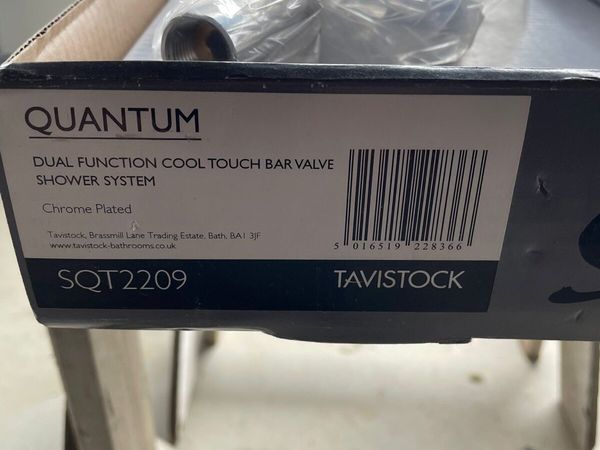 QUANTUM
DUAL FUNCTION COOL TOUCH BAR VALVE
SHOWER SYSTEM
Chrome Plated
Tavistock, Brassmill Lane Trading Estate, Bath, BA1 3JF
www.tavistock-bathrooms.co.uk
5 016519 228366
SQT2209 TAVISTOCK